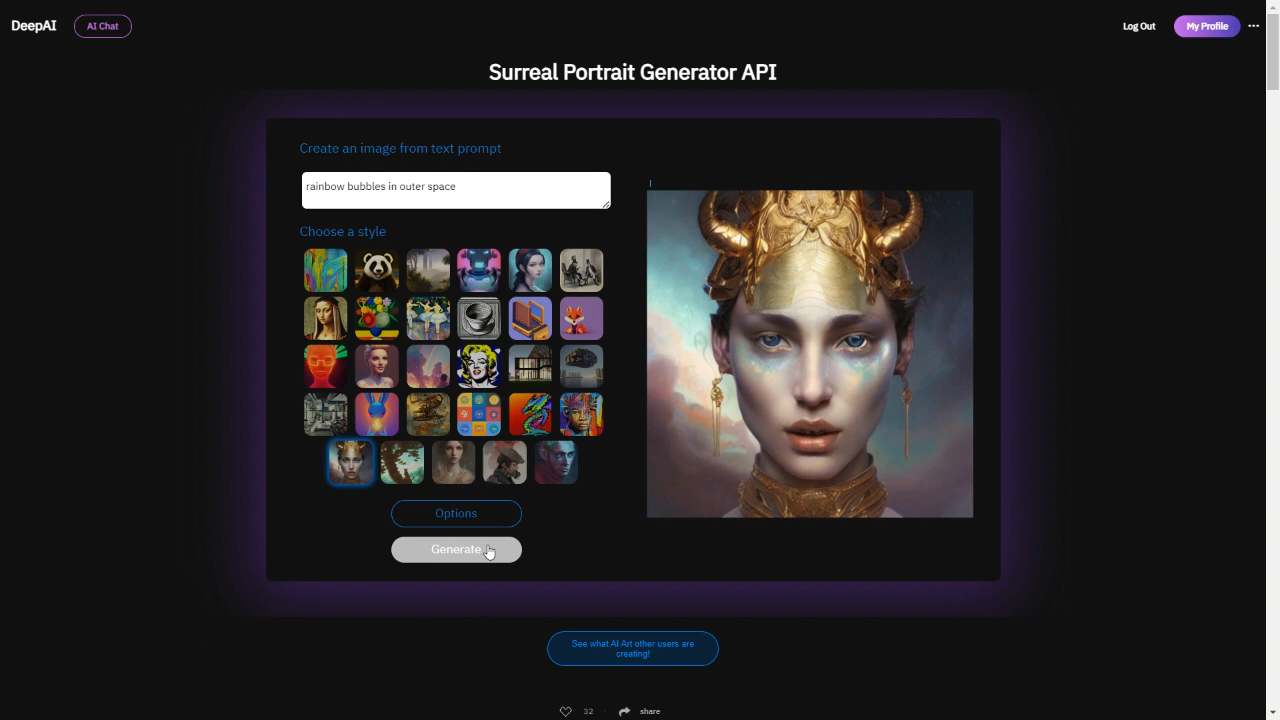 DeepAI
AI Chat
Log Out
My Profile
Surreal Portrait Generator API
Create an image from text prompt
rainbow bubbles in outer space
Choose a style
Options
Generate
See what AI Art other users are
creating!
32
share